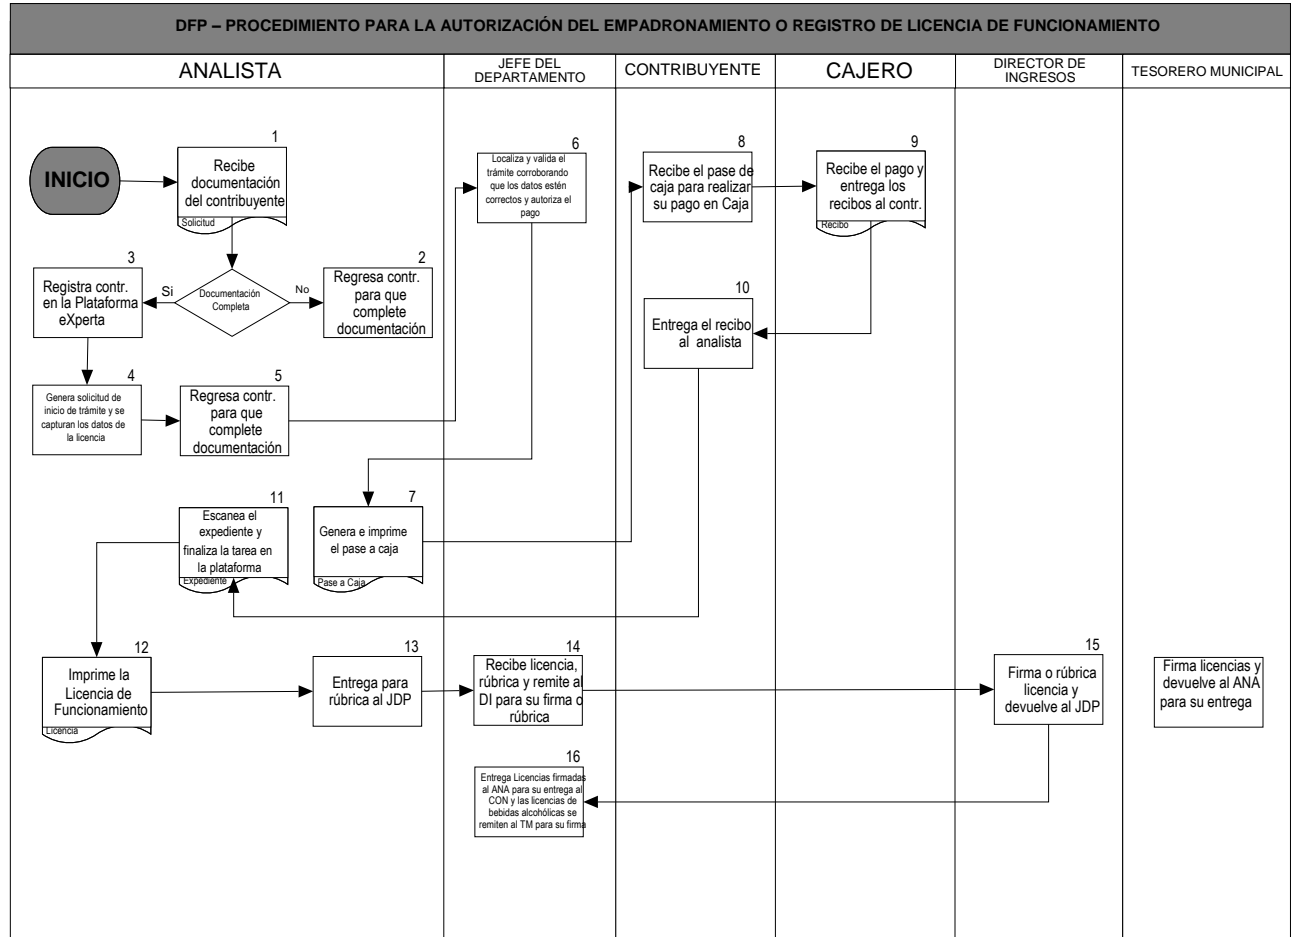 DFP – PROCEDIMIENTO PARA LA AUTORIZACIÓN DEL EMPADRONAMIENTO O REGISTRO DE LICENCIA DE FUNCIONAMIENTO
ANALISTA
JEFE DEL
DEPARTAMENTO
CONTRIBUYENTE
CAJERO
DIRECTOR DE
INGRESOS
TESORERO MUNICIPAL
INICIO
1
Recibe
documentación
del contribuyente
Solicitud
Documentación
Completa
Si
No
2
Regresa contr.
para que
complete
documentación
3
Registra contr.
en la Plataforma
eXperta
4
Genera solicitud de
inicio de trámite y se
capturan los datos de
la licencia
5
Regresa contr.
para que
complete
documentación
6
Localiza y valida el
trámite corroborando
que los datos estén
correctos y autoriza el
pago
7
Genera e imprime
el pase a caja
Pase a Caja
8
Recibe el pase de
caja para realizar
su pago en Caja
9
Recibe el pago y
entrega los
recibos al contr.
Recibo
10
Entrega el recibo
al analista
11
Escanea el
expediente y
finaliza la tarea en
la plataforma
Expediente
12
Imprime la
Licencia de
Funcionamiento
Licencia
13
Entrega para
rúbrica al JDP
14
Recibe licencia,
rúbrica y remite al
DI para su firma o
rúbrica
15
Firma o rúbrica
licencia y
devuelve al JDP
Firma licencias y
devuelve al ANA
para su entrega
16
Entrega Licencias firmadas
al ANA para su entrega al
CON y las licencias de
bebidas alcohólicas se
remiten al TM para su firma